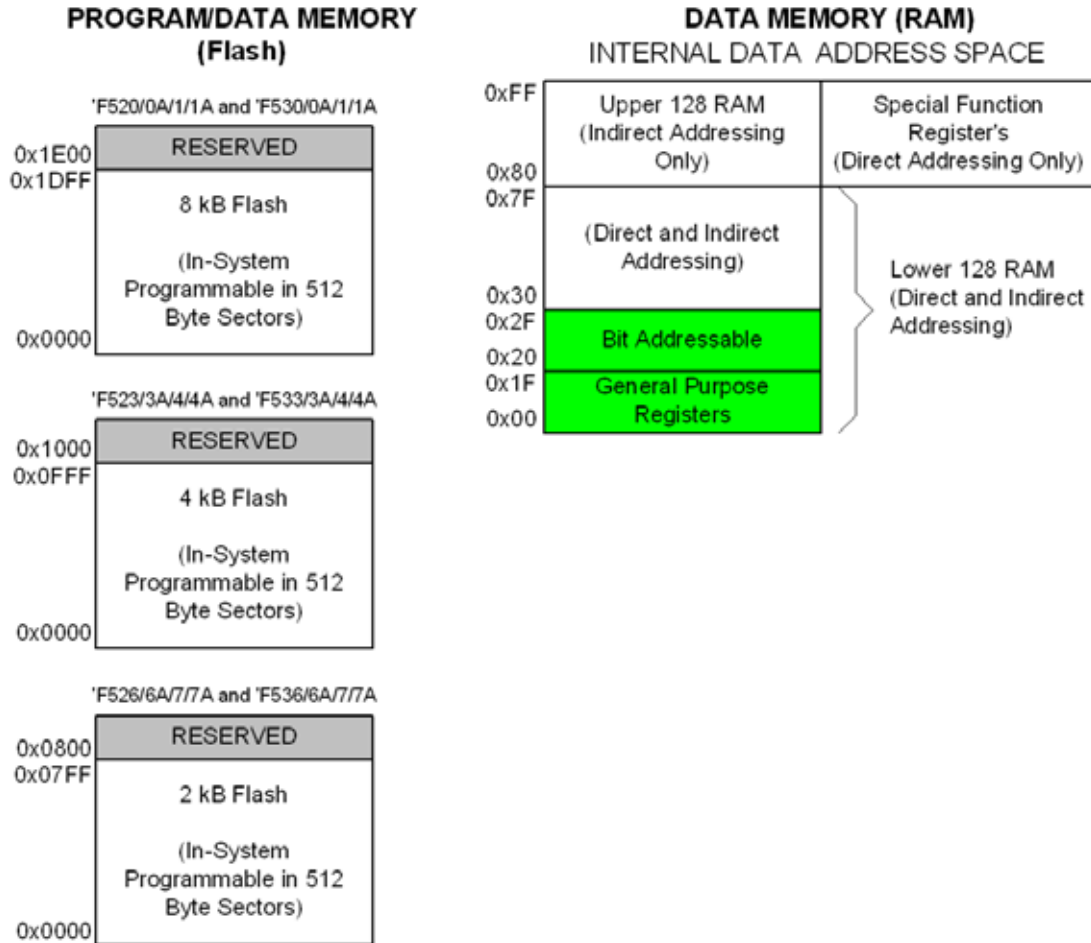 PROGRAM/DATA MEMORY
(Flash)
'F520/0A/1/1A and 'F530/0A/1/1A
RESERVED
0x1E00
0x1DFF
8 kB Flash
(In-System
Programmable in 512
Byte Sectors)
0x0000
'F523/3A/4/4A and 'F533/3A/4/4A
RESERVED
0x1000
0x0FFF
4 kB Flash
(In-System
Programmable in 512
Byte Sectors)
0x0000
'F526/6A/7/7A and 'F536/6A/7/7A
RESERVED
0x0800
0x07FF
2 kB Flash
(In-System
Programmable in 512
Byte Sectors)
0x0000
DATA MEMORY (RAM)
INTERNAL DATA ADDRESS SPACE
0xFF
Upper 128 RAM
(Indirect Addressing
Only)
0x80
Special Function
Register's
(Direct Addressing Only)
0x7F
(Direct and Indirect
Addressing)
0x30
0x2F
Bit Addressable
0x20
0x1F
General Purpose
Registers
0x00
Lower 128 RAM
(Direct and Indirect
Addressing)